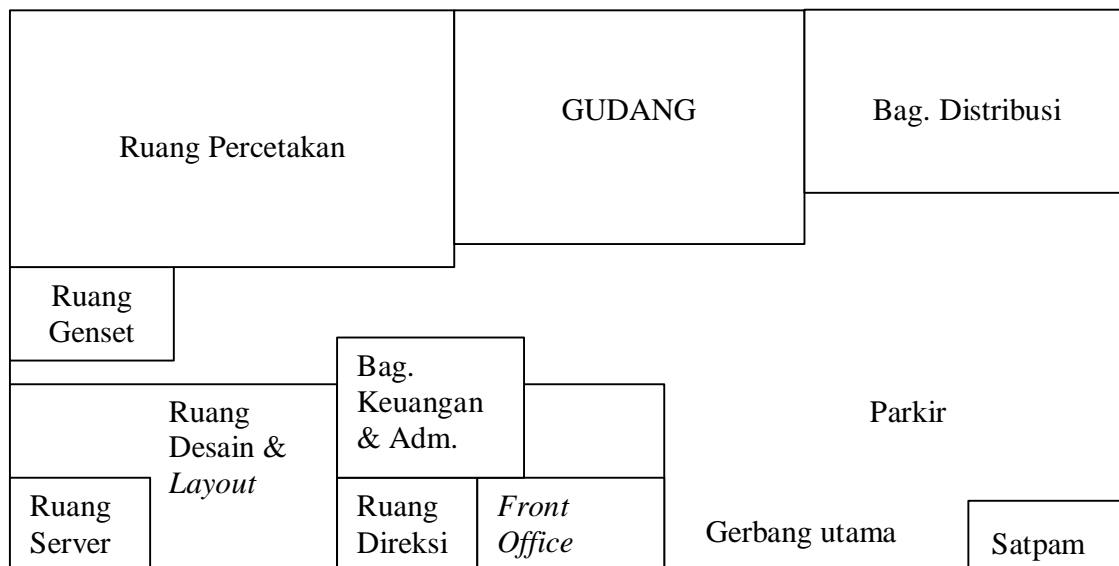 Ruang Percetakan
GUDANG
Bag. Distribusi
Ruang
Genset
Bag.
Keuangan
& Adm.
Ruang
Desain &
Layout
Parkir
Ruang
Server
Ruang
Direksi
Front
Office
Gerbang utama
Satpam